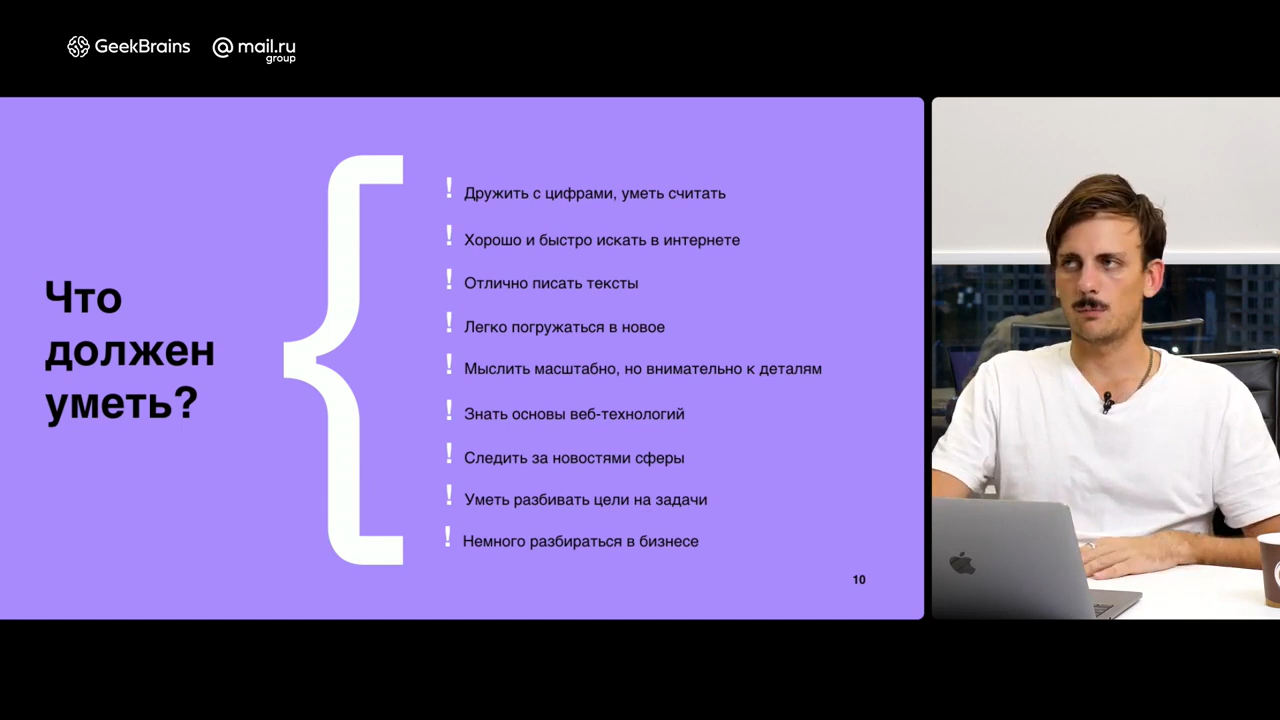 GeekBrains
@mail.ru
group
Что
должен
уметь?
! Дружить с цифрами, уметь считать
! Хорошо и быстро искать в интернете
! Отлично писать тексты
! Легко погружаться в новое
! Мыслить масштабно, но внимательно к деталям
! Знать основы веб-технологий
! Следить за новостями сферы
! Уметь разбивать цели на задачи
! Немного разбираться в бизнесе
10